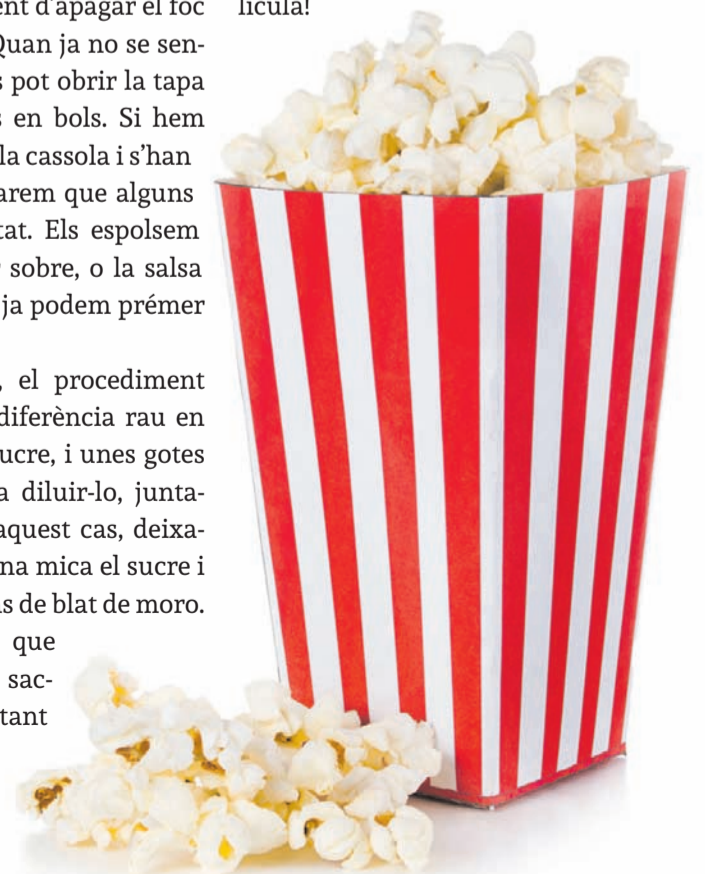 ent d'apagar el foc
Quan ja no se sen-
s pot obrir la tapa
s en bols. Si hem
la cassola i s'han
arem que alguns
tat. Els espolsem
r sobre, o la salsa
ja podem prémer
, el procediment
diferència rau en
ucre, i unes gotes
a diluir-lo, junta-
aquest cas, deixa-
na mica el sucre i
ns de blat de moro.
que
sac-
tant
lícula!